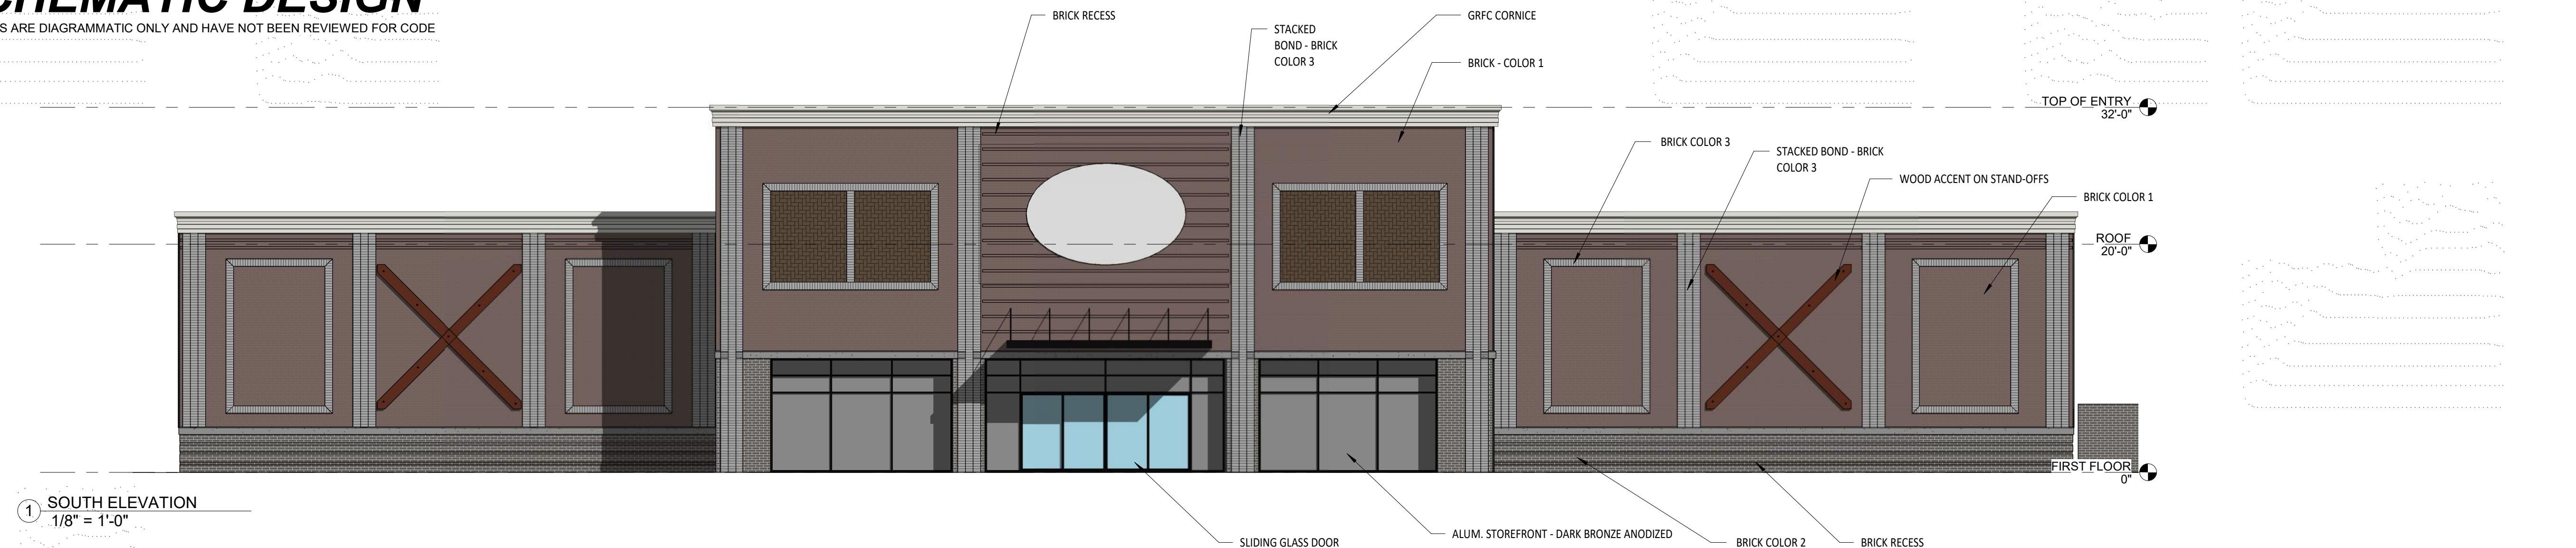 SCHEMATIC DESIGN
S ARE DIAGRAMMATIC ONLY AND HAVE NOT BEEN REVIEWED FOR CODE
BRICK RECESS
STACKED
BOND - BRICK
COLOR 3
GRFC CORNICE
BRICK - COLOR 1
TOP OF ENTRY
32'-0"
BRICK COLOR 3
STACKED BOND - BRICK
COLOR 3
WOOD ACCENT ON STAND-OFFS
BRICK COLOR 1
ROOF
20'-0"
FIRST FLOOR
0"
1 SOUTH ELEVATION
1/8" = 1'-0"
SLIDING GLASS DOOR
ALUM. STOREFRONT - DARK BRONZE ANODIZED
BRICK COLOR 2
BRICK RECESS